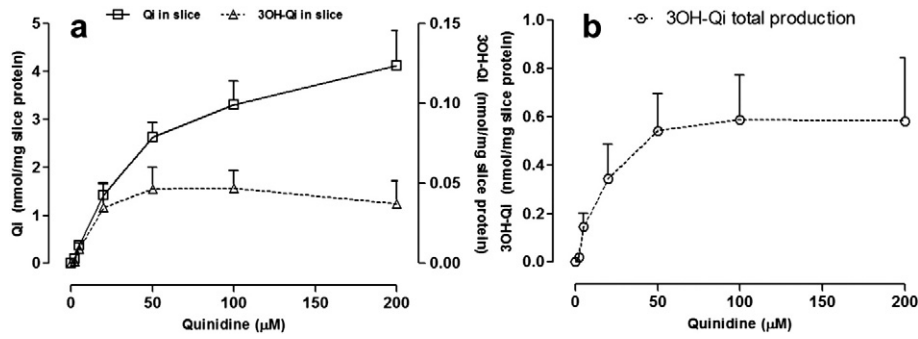 a
Qi in slice
3OH-Qi in slice
5
4
3
2
1
0
QI (nmol/mg slice protein)
0.15
0.10
0.05
0.00
3OH-QI (nmol/mg slice protein)
0 50 100 150 200
Quinidine (µM)
b
3OH-Qi total production
1.0
0.8
0.6
0.4
0.2
0.0
3OH-QI (nmol/mg slice protein)
0 50 100 150 200
Quinidine (µM)